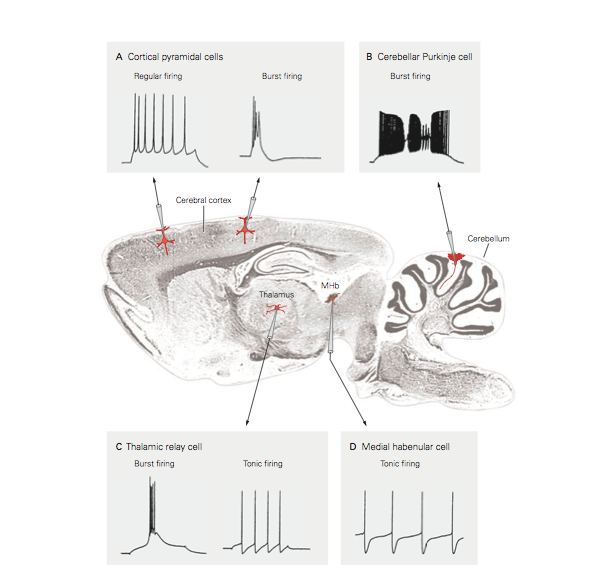 A Cortical pyramidal cells
Regular firing
Burst firing
B Cerebellar Purkinje cell
Burst firing
Cerebral cortex
Cerebellum
Thalamus
MHb
C Thalamic relay cell
Burst firing
Tonic firing
D Medial habenular cell
Tonic firing